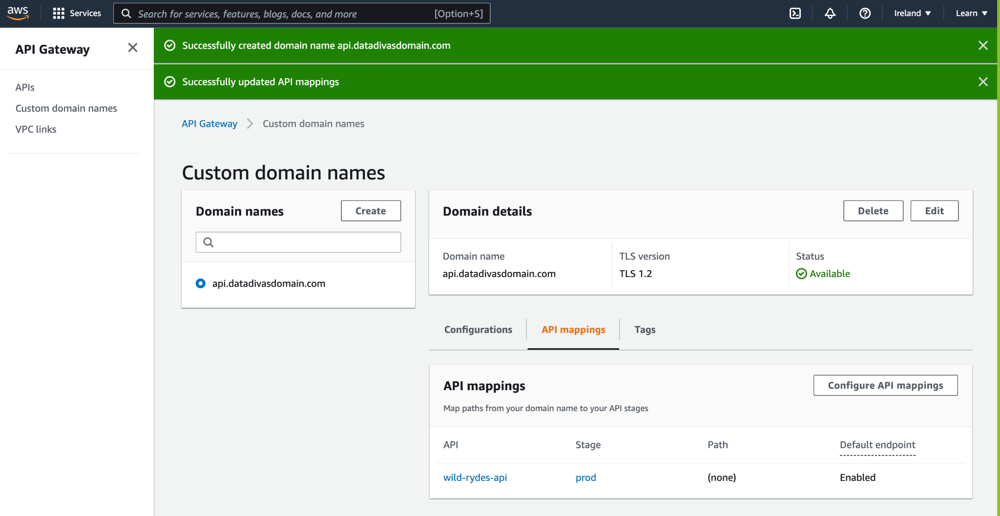 aws
Services
Search for services, features, blogs, docs, and more
[Option+S]
Ireland ▼
Learn ▼
API Gateway
APIs
Custom domain names
VPC links
Successfully created domain name api.datadivasdomain.com
Successfully updated API mappings
API Gateway > Custom domain names
Custom domain names
Domain names
Create
api.datadivasdomain.com
Domain details
Delete
Edit
Domain name
api.datadivasdomain.com
TLS version
TLS 1.2
Status
Available
Configurations
API mappings
Tags
API mappings
Configure API mappings
Map paths from your domain name to your API stages
API Stage Path Default endpoint
wild-rydes-api prod (none) Enabled